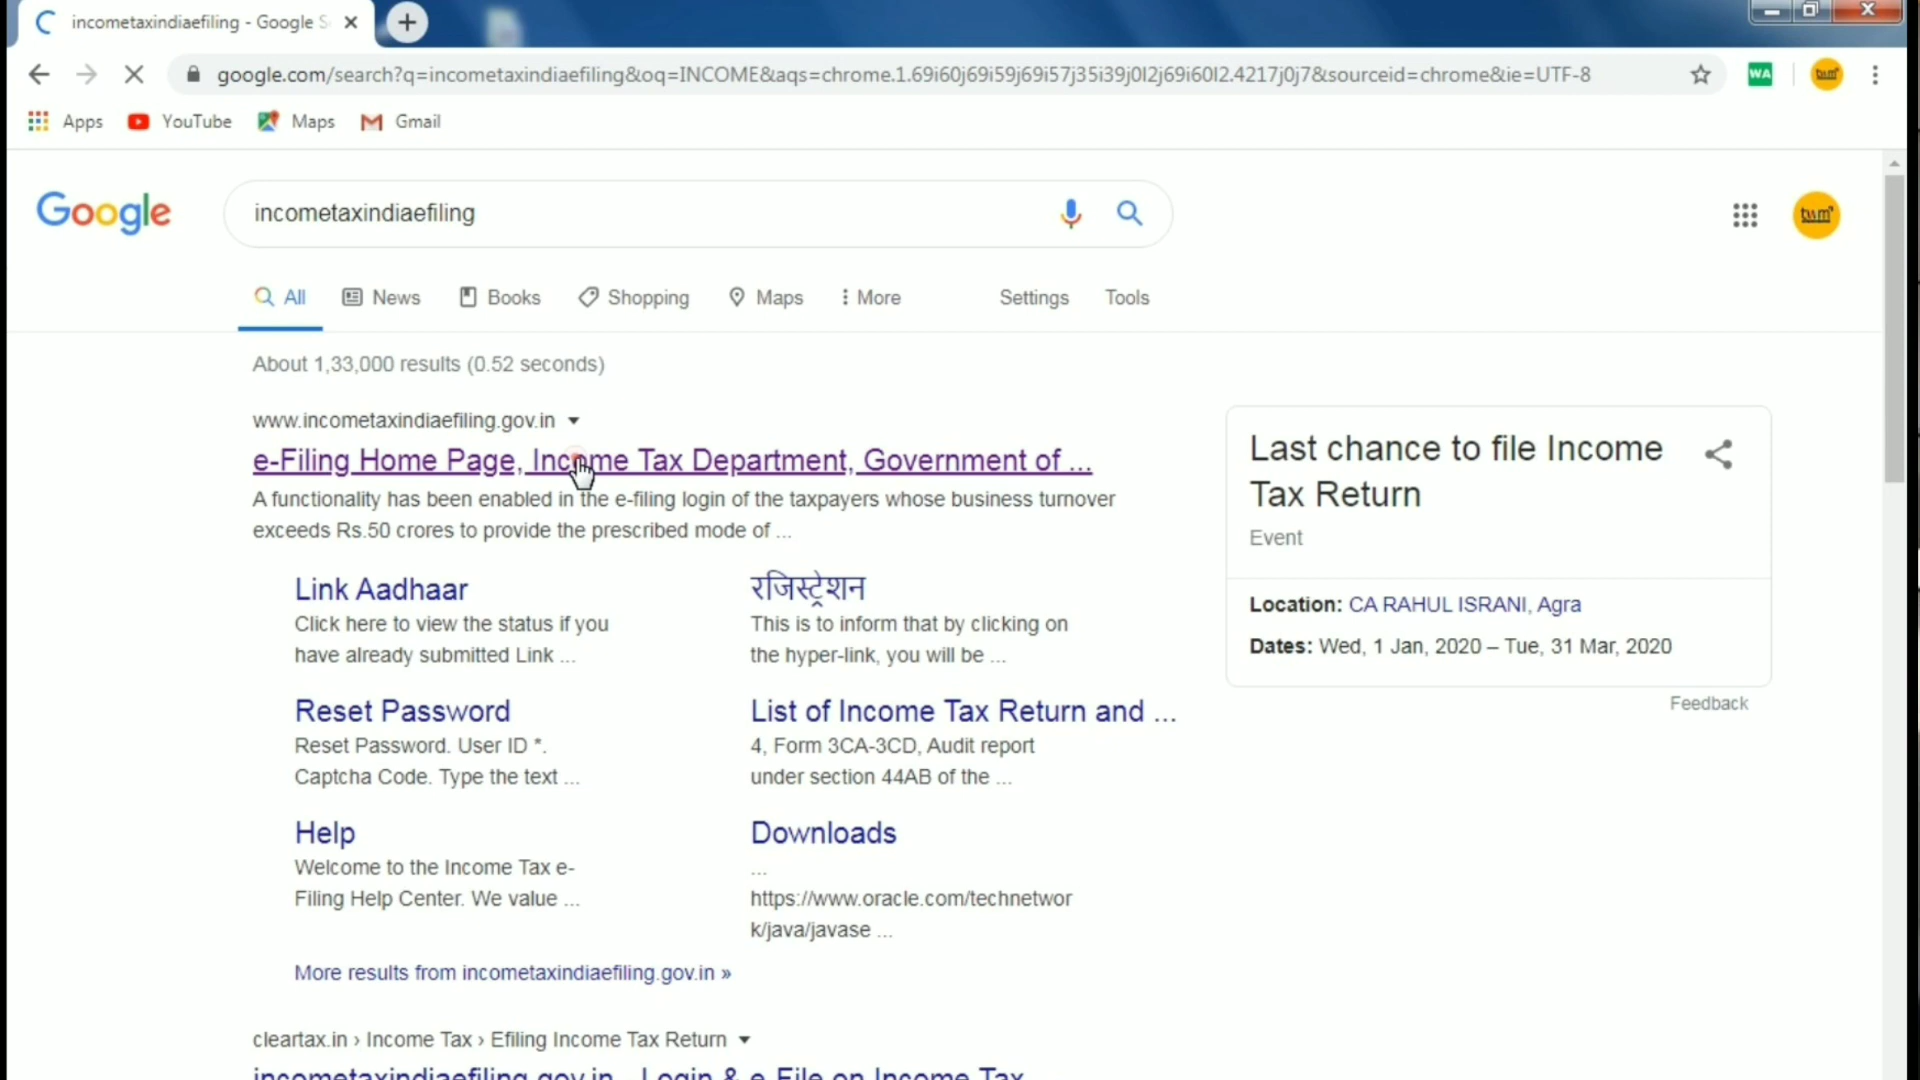 incometaxindiaefiling - Google S
google.com/search?q=incometaxindiaefiling&oq=INCOME&aqs=chrome.1.69i60j69i59j69i57j35i39j0l2j69i60l2.4217j0j7&sourceid=chrome&ie=UTF-8
WA
Apps YouTube Maps Gmail
Google
incometaxindiaefiling
All News Books Shopping Maps More Settings Tools
About 1,33,000 results (0.52 seconds)
www.incometaxindiaefiling.gov.in
e-Filing Home Page, Income Tax Department, Government of ...
A functionality has been enabled in the e-filing login of the taxpayers whose business turnover
exceeds Rs.50 crores to provide the prescribed mode of ...
Link Aadhaar
Click here to view the status if you
have already submitted Link ...
रजिस्ट्रेशन
This is to inform that by clicking on
the hyper-link, you will be ...
Reset Password
Reset Password. User ID *.
Captcha Code. Type the text ...
List of Income Tax Return and ...
4, Form 3CA-3CD, Audit report
under section 44AB of the ...
Help
Welcome to the Income Tax e-
Filing Help Center. We value ...
Downloads
...
https://www.oracle.com/technetwor
k/java/javase ...
More results from incometaxindiaefiling.gov.in »
cleartax.in › Income Tax › Efiling Income Tax Return
incometaxindiaefiling.gov.in - Login & e-File on Income Tax
Last chance to file Income
Tax Return
Event
Location: CA RAHUL ISRANI, Agra
Dates: Wed, 1 Jan, 2020 – Tue, 31 Mar, 2020
Feedback